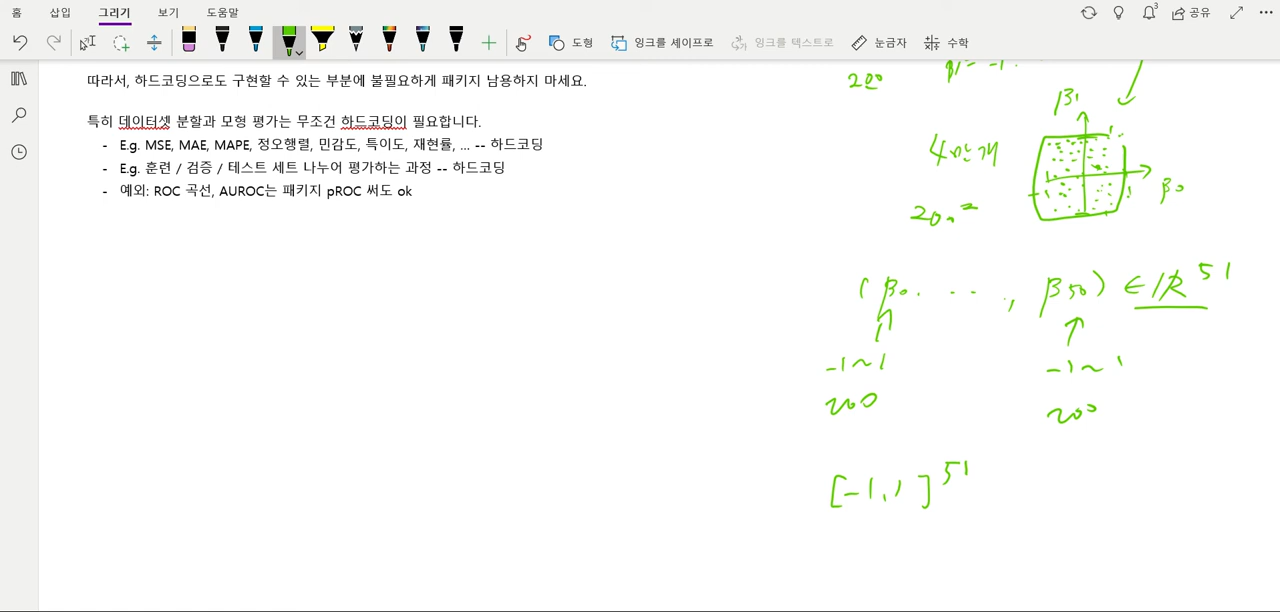 홈 삽입 그리기 보기 도움말
3 공유
도형 잉크를 셰이프로 잉크를 텍스트로 눈금자 수학
따라서, 하드코딩으로도 구현할 수 있는 부분에 불필요하게 패키지 남용하지 마세요.
특히 데이터셋 분할과 모형 평가는 무조건 하드코딩이 필요합니다.
- E.g. MSE, MAE, MAPE, 정오행렬, 민감도, 특이도, 재현률, ... -- 하드코딩
- E.g. 훈련 / 검증 / 테스트 세트 나누어 평가하는 과정 -- 하드코딩
- 예외: ROC 곡선, AUROC는 패키지 pROC 써도 ok
200
β1
4만개
β0
200²
(β0, ..., β50) ∈ ℝ^51
-1~1 -1~1
200 200
[-1,1]^51